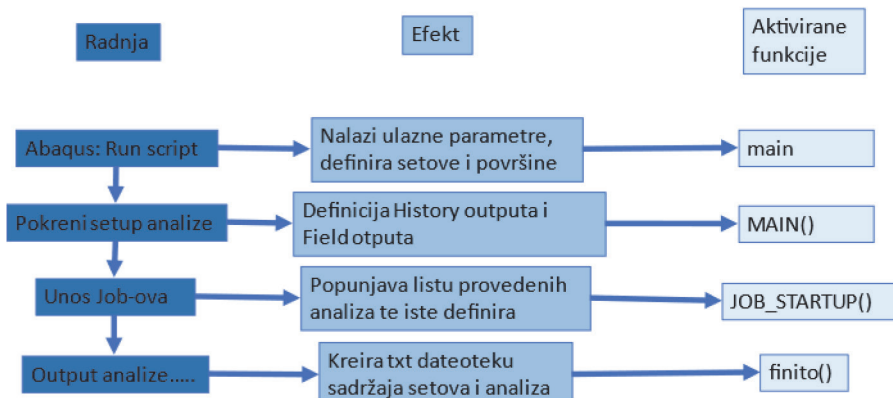 Radnja
Efekt
Aktivirane
funkcije
Abaqus: Run script
Nalazi ulazne parametre,
definira setove i površine
main
Pokreni setup analize
Definicija History outputa i
Field otputa
MAIN()
Unos Job-ova
Popunjava listu provedenih
analiza te iste definira
JOB_STARTUP()
Output analize.....
Kreira txt dateoteku
sadržaja setova i analiza
finito()